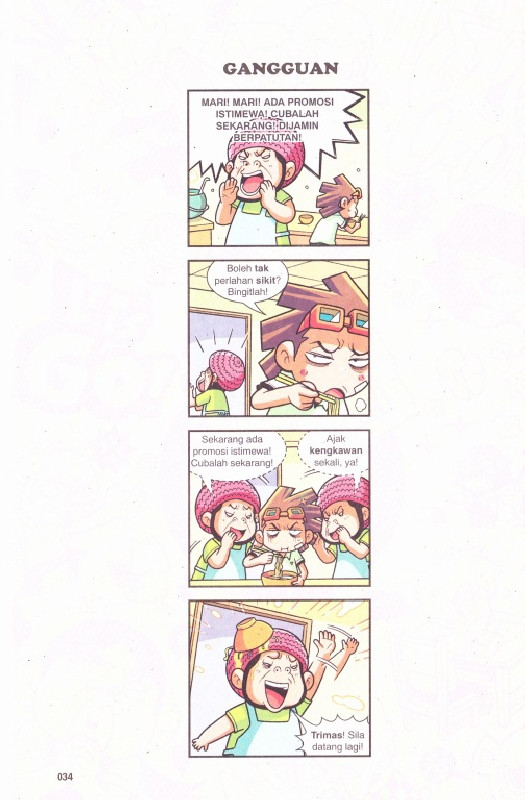 GANGGUAN
MARI! MARI! ADA PROMOSI
ISTIMEWA! CUBALAH
SEKARANG! DIJAMIN
BERPATUTAN!
Boleh tak
perlahan sikit?
Bingitlah!
Sekarang ada
promosi istimewa!
Cubalah sekarang!
Ajak
kengkawan
sekali, ya!
Trimas! Sila
datang lagi!
034